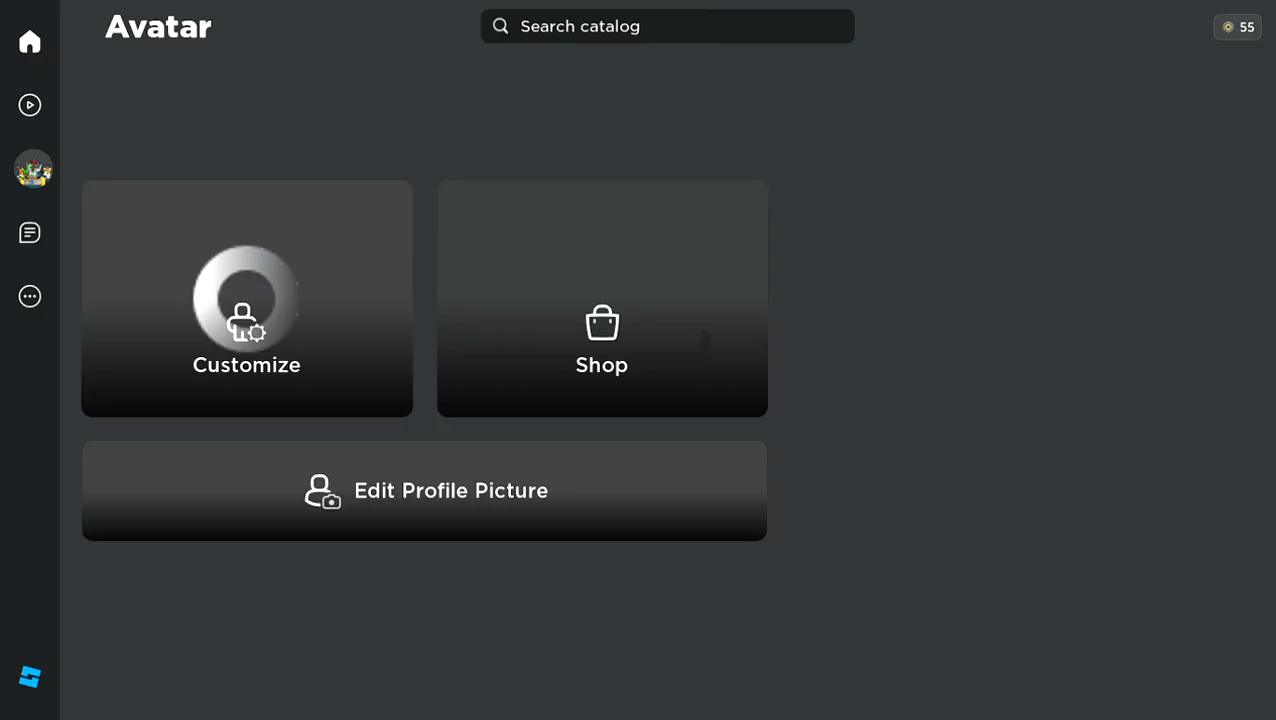 Avatar
Search catalog
55
Customize
Shop
Edit Profile Picture